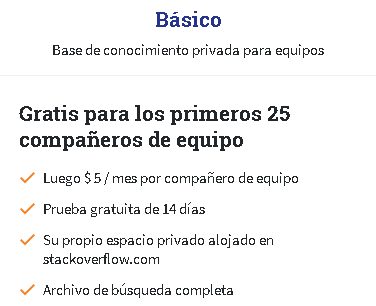 Básico
Base de conocimiento privada para equipos
Gratis para los primeros 25
compañeros de equipo
Luego $ 5 / mes por compañero de equipo
Prueba gratuita de 14 días
Su propio espacio privado alojado en
stackoverflow.com
Archivo de búsqueda completa